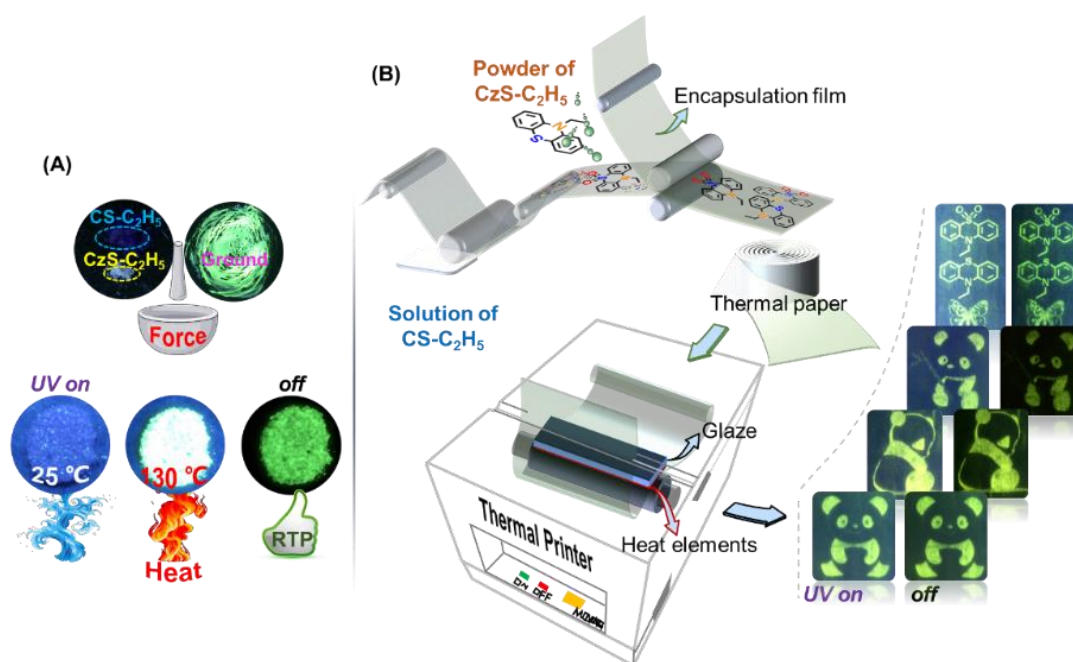 (A)
CS-C₂H₅
CzS-C₂H₅
Ground
Force
UV on
off
25 ℃
130 ℃
RTP
Heat
(B)
Powder of
CzS-C₂H₅
Encapsulation film
N
S
Solution of
CS-C₂H₅
Thermal paper
Glaze
Heat elements
Thermal Printer
ON
OFF
UV on
off